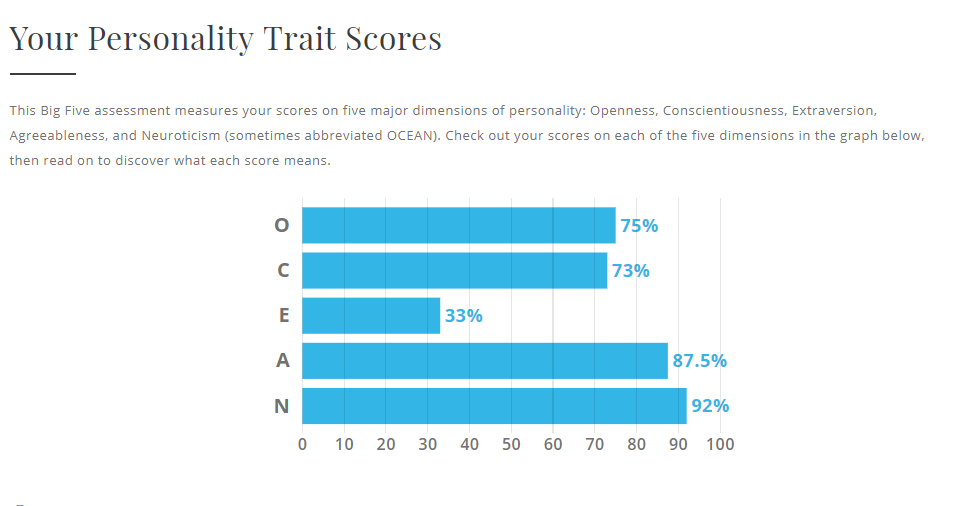 Your Personality Trait Scores
This Big Five assessment measures your scores on five major dimensions of personality: Openness, Conscientiousness, Extraversion,
Agreeableness, and Neuroticism (sometimes abbreviated OCEAN). Check out your scores on each of the five dimensions in the graph below,
then read on to discover what each score means.
O 75%
C 73%
E 33%
A 87.5%
N 92%
0 10 20 30 40 50 60 70 80 90 100